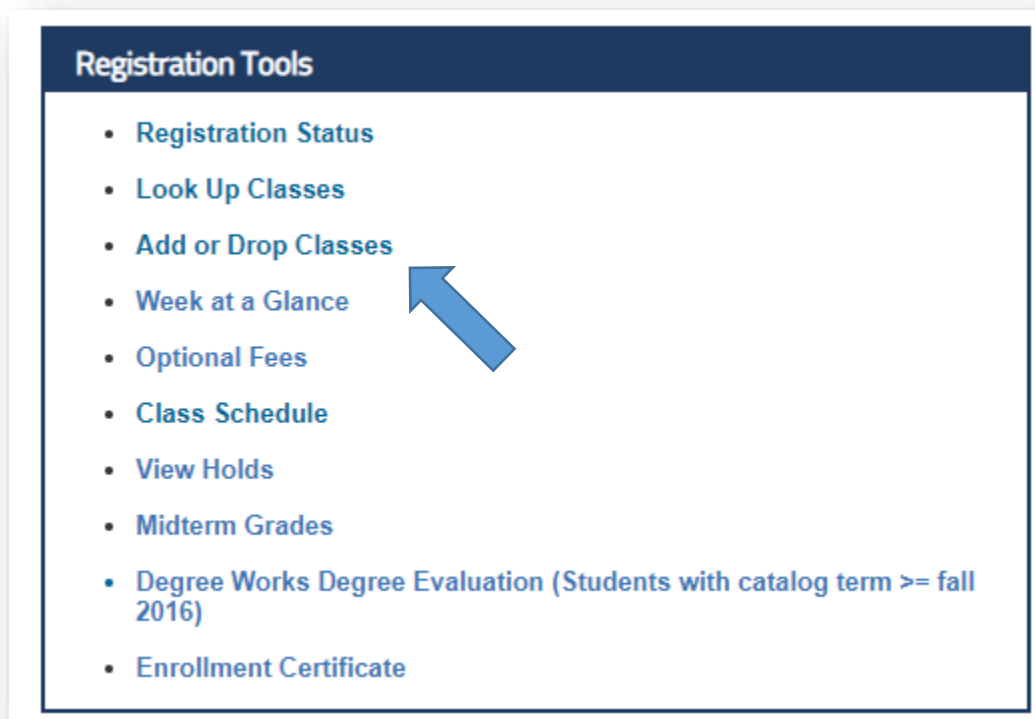 Registration Tools
Registration Status
Look Up Classes
Add or Drop Classes
Week at a Glance
Optional Fees
Class Schedule
View Holds
Midterm Grades
Degree Works Degree Evaluation (Students with catalog term >= fall
2016)
Enrollment Certificate